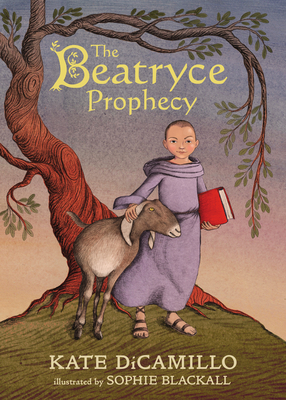 The
Beatryce
Prophecy
KATE DiCAMILLO
illustrated by SOPHIE BLACKALL